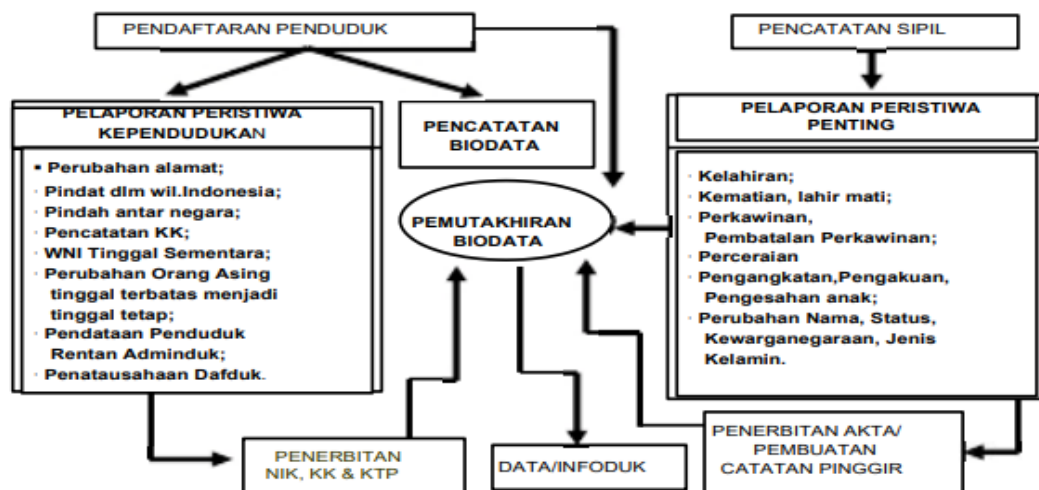 PENDAFTARAN PENDUDUK
PENCATATAN SIPIL
PELAPORAN PERISTIWA
KEPENDUDUKAN
▪ Perubahan alamat;
· Pindat dlm wil.Indonesia;
· Pindah antar negara;
· Pencatatan KK;
· WNI Tinggal Sementara;
· Perubahan Orang Asing
tinggal terbatas menjadi
tinggal tetap;
· Pendataan Penduduk
Rentan Adminduk;
· Penatausahaan Dafduk.
PENCATATAN
BIODATA
PEMUTAKHIRAN
BIODATA
PELAPORAN PERISTIWA
PENTING
· Kelahiran;
· Kematian, lahir mati;
· Perkawinan,
Pembatalan Perkawinan;
· Perceraian
· Pengangkatan,Pengakuan,
Pengesahan anak;
· Perubahan Nama, Status,
Kewarganegaraan, Jenis
Kelamin.
PENERBITAN
NIK, KK & KTP
DATA/INFODUK
PENERBITAN AKTA/
PEMBUATAN
CATATAN PINGGIR